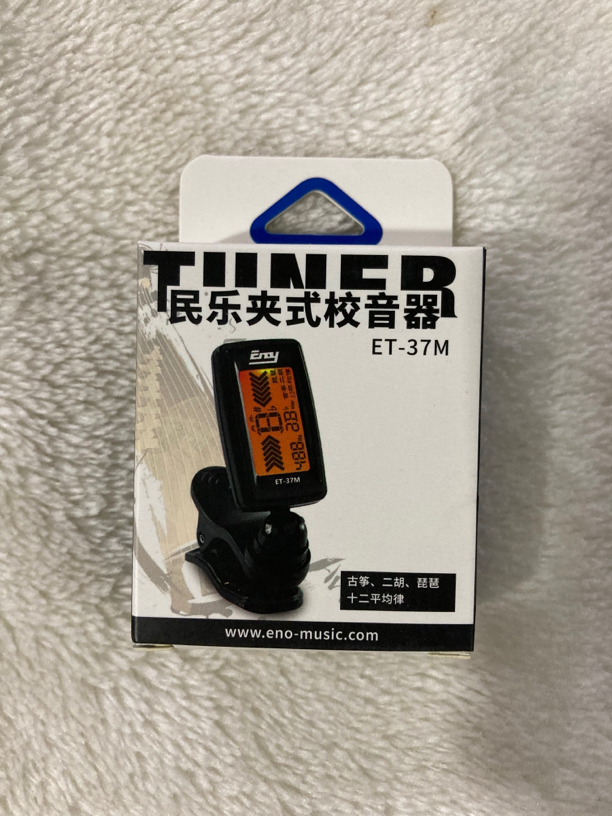 TUNER
民乐夹式校音器
ET-37M
Eno
ET-37M
古筝、二胡、琵琶
十二平均律
www.eno-music.com